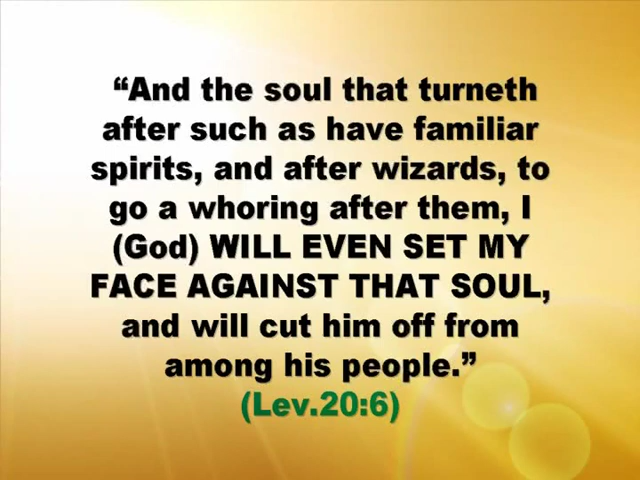 “And the soul that turneth
after such as have familiar
spirits, and after wizards, to
go a whoring after them, I
(God) WILL EVEN SET MY
FACE AGAINST THAT SOUL,
and will cut him off from
among his people.”
(Lev.20:6)